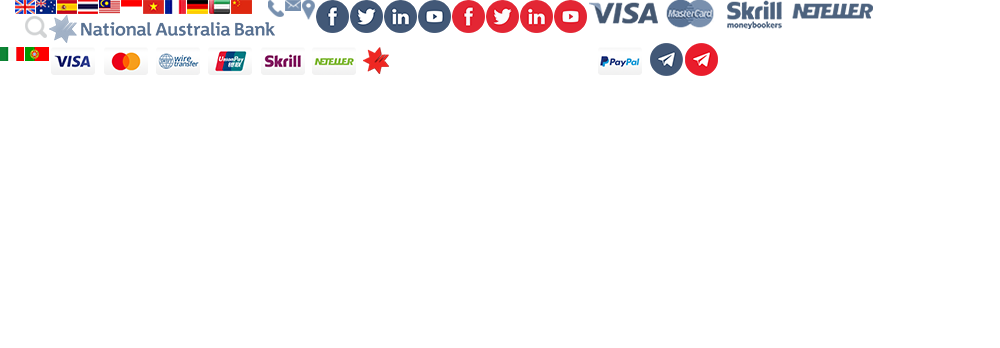 VISA MasterCard Skrill moneybookers NETELLER
National Australia Bank
VISA wire transfer UnionPay 银联 Skrill NETELLER PayPal